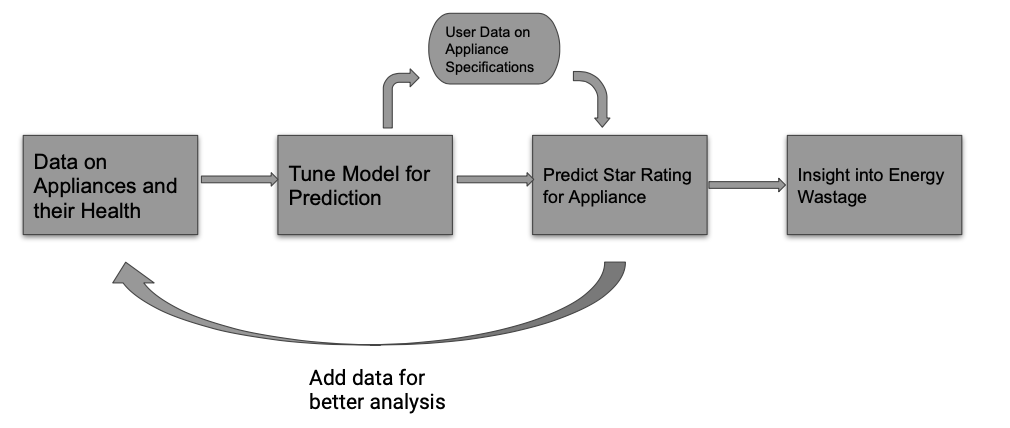 User Data on
Appliance
Specifications
Data on
Appliances and
their Health
Tune Model for
Prediction
Predict Star Rating
for Appliance
Insight into Energy
Wastage
Add data for
better analysis